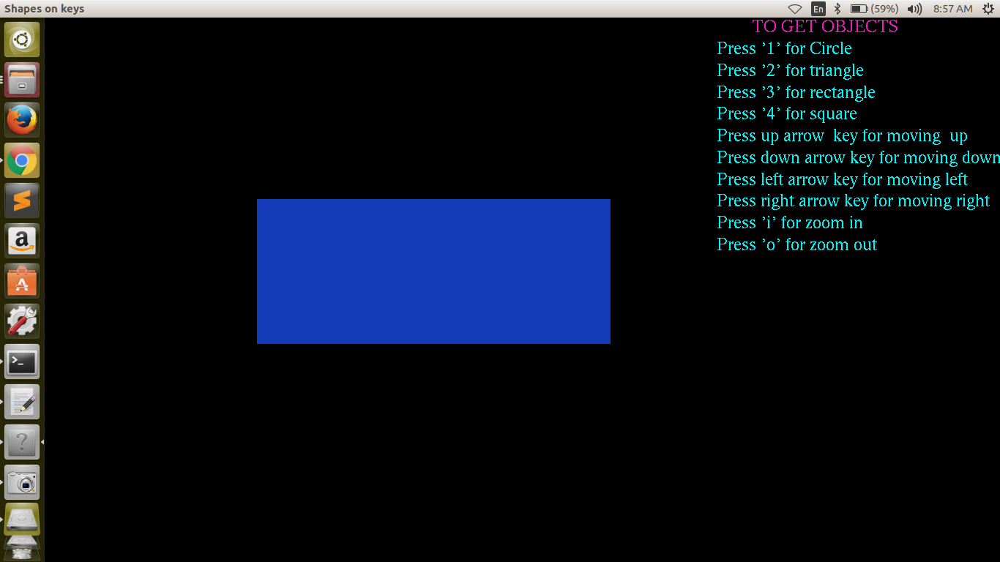 Shapes on keys
En
(59%)
8:57 AM
TO GET OBJECTS
Press ’1’ for Circle
Press ’2’ for triangle
Press ’3’ for rectangle
Press ’4’ for square
Press up arrow  key for moving  up
Press down arrow key for moving down
Press left arrow key for moving left
Press right arrow key for moving right
Press ’i’ for zoom in
Press ’o’ for zoom out
a
A
>_
?